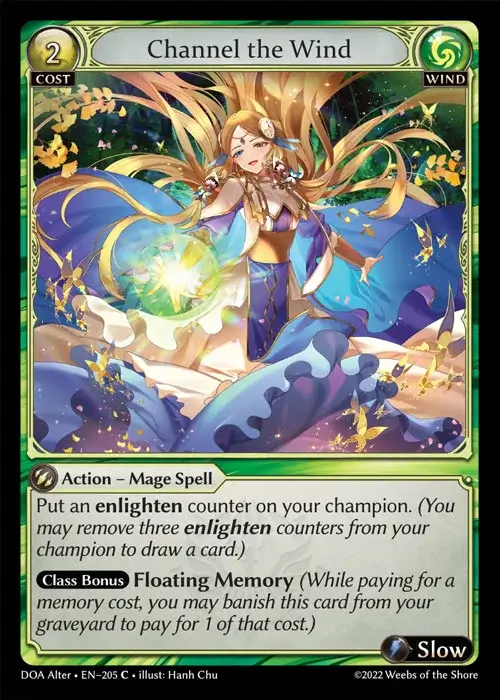 2
COST
Channel the Wind
WIND
Action – Mage Spell
Put an enlighten counter on your champion. (You
may remove three enlighten counters from your
champion to draw a card.)
Class Bonus Floating Memory (While paying for a
memory cost, you may banish this card from your
graveyard to pay for 1 of that cost.)
Slow
DOA Alter • EN-205 C • illust: Hanh Chu
©2022 Weebs of the Shore